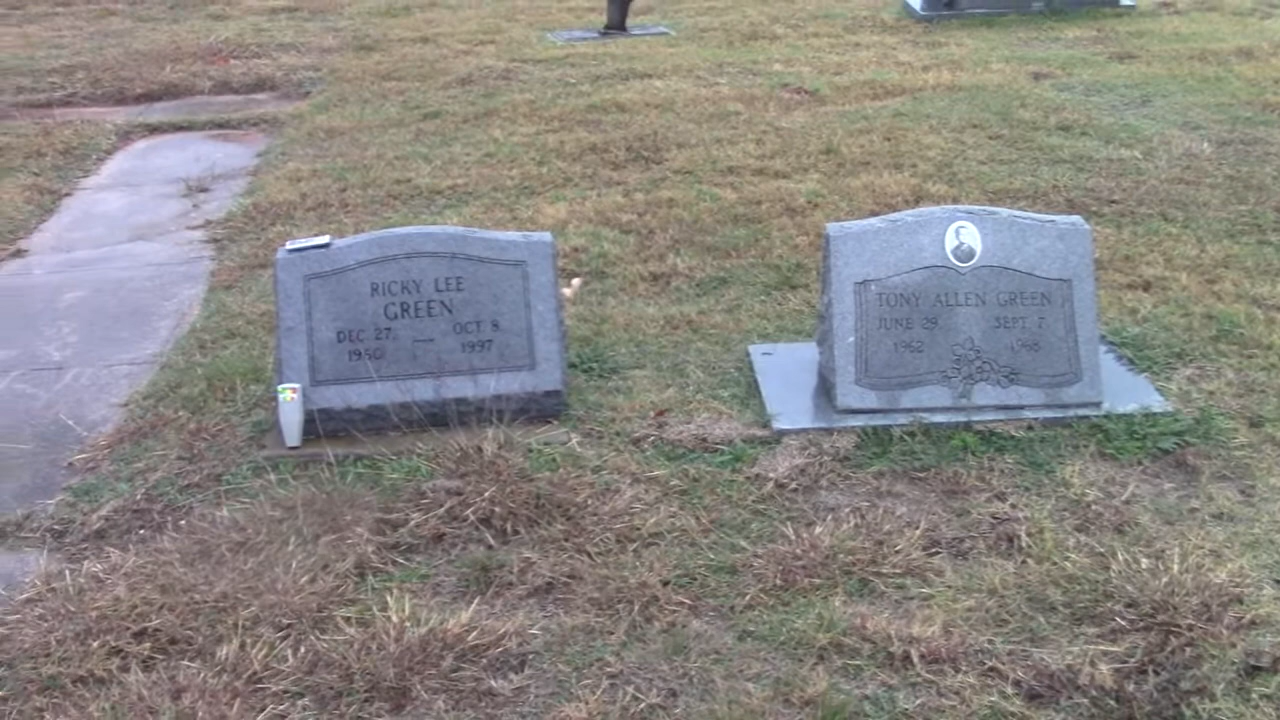 RICKY LEE
GREEN
DEC 27 — OCT 8
1950 1997
TONY ALLEN GREEN
JUNE 29 SEPT 7
1962 1968